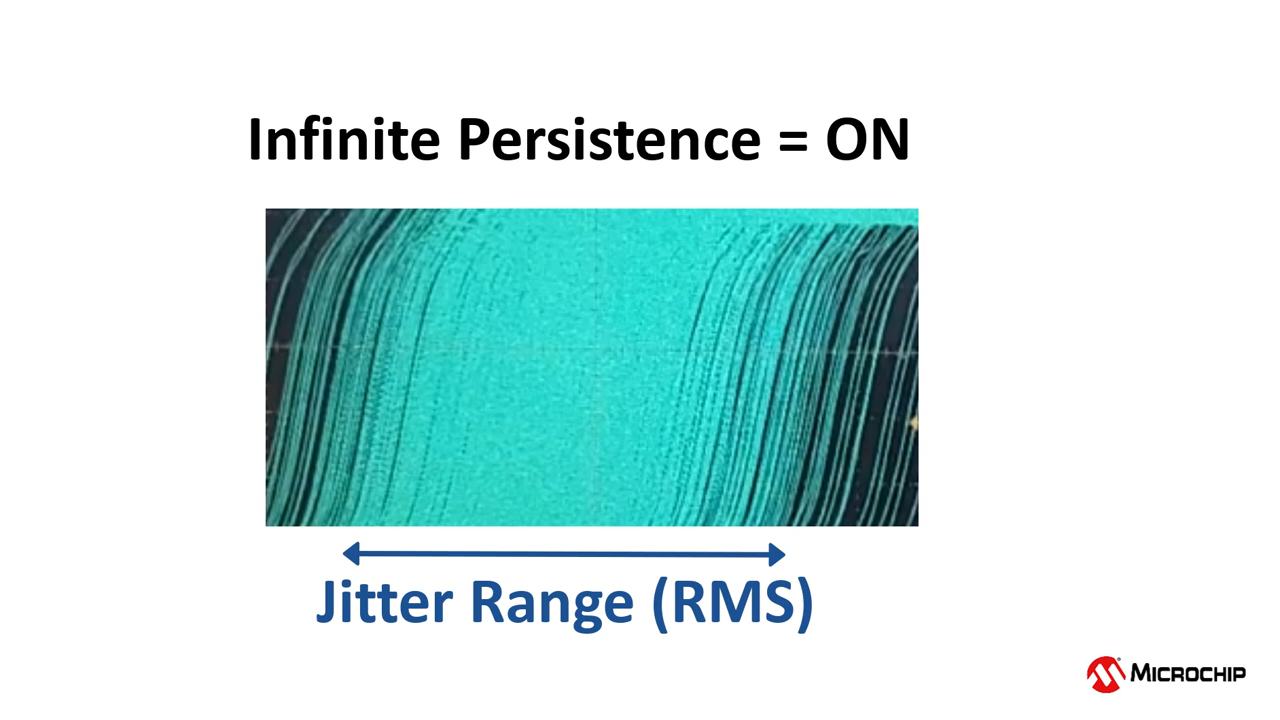 Infinite Persistence = ON
Jitter Range (RMS)
MICROCHIP